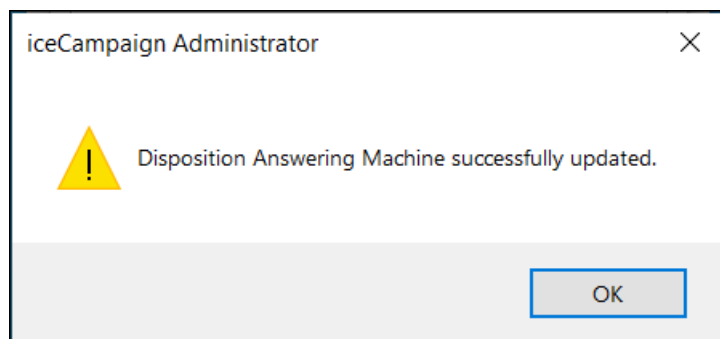 iceCampaign Administrator
Disposition Answering Machine successfully updated.
OK